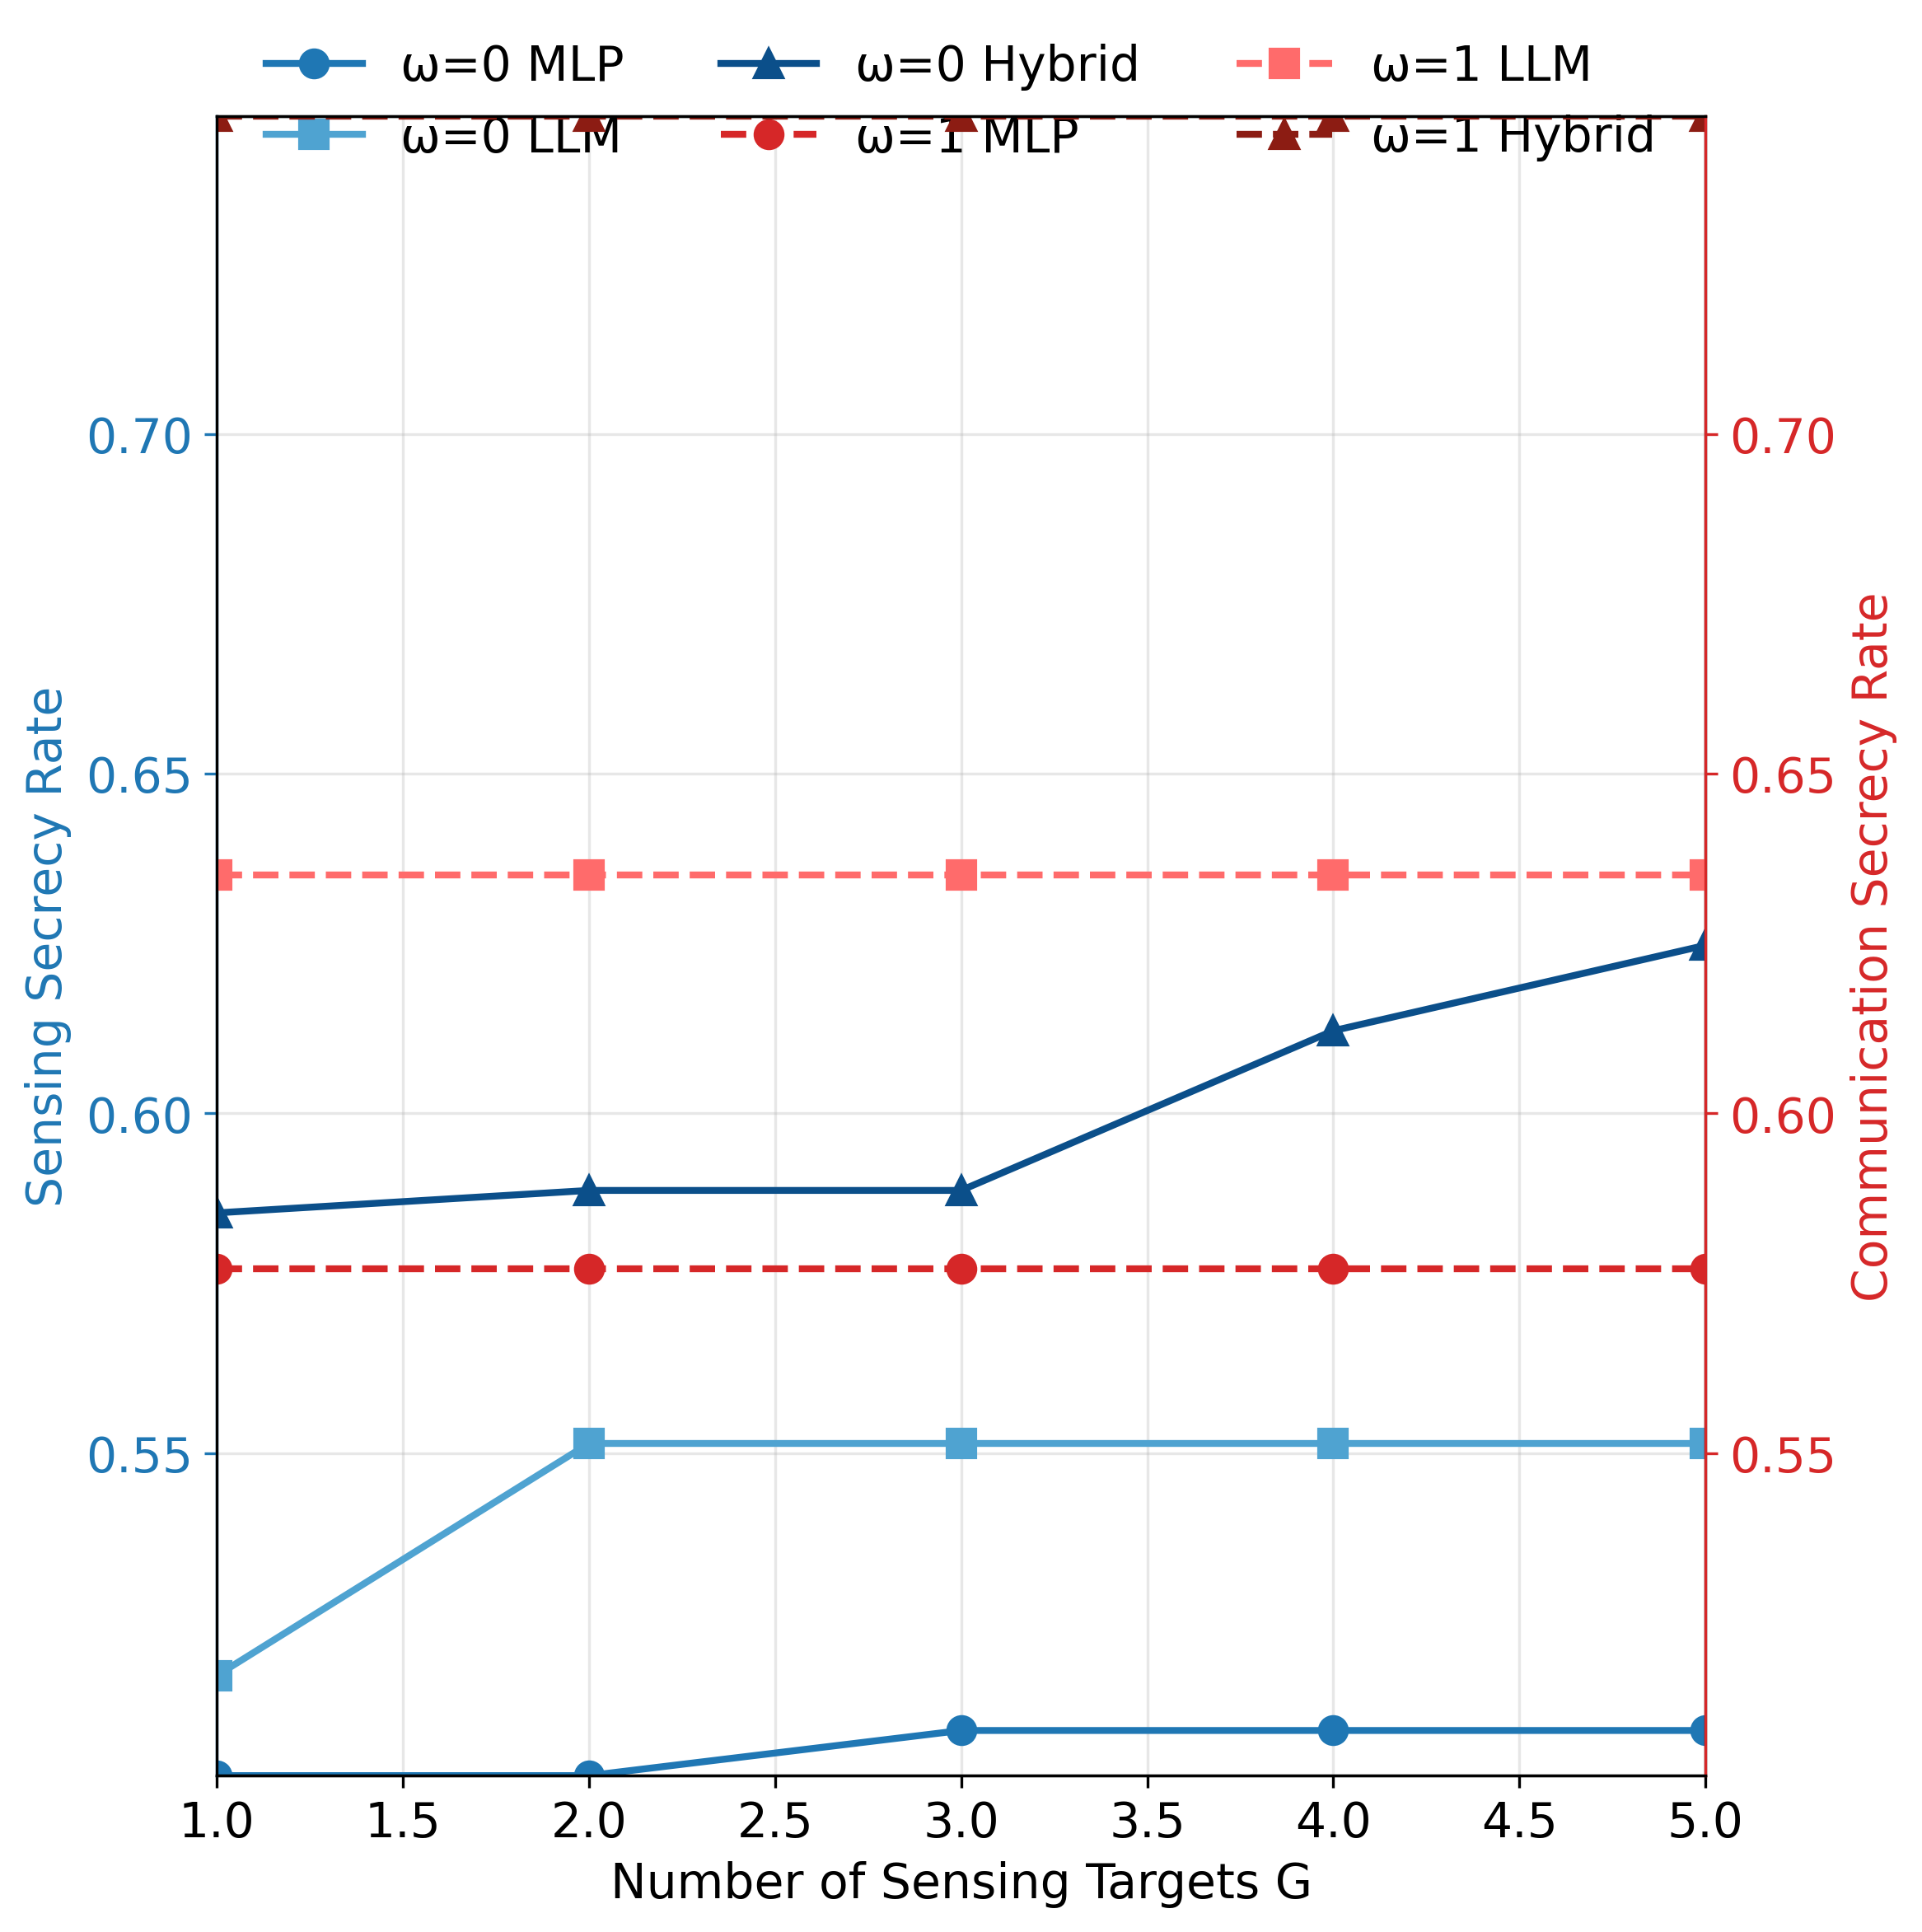 ω=0 MLP ω=0 Hybrid ω=1 LLM
ω=0 LLM ω=1 MLP ω=1 Hybrid
0.70 0.70
0.65 0.65
0.60 0.60
0.55 0.55
Sensing Secrecy Rate
Communication Secrecy Rate
1.0 1.5 2.0 2.5 3.0 3.5 4.0 4.5 5.0
Number of Sensing Targets G